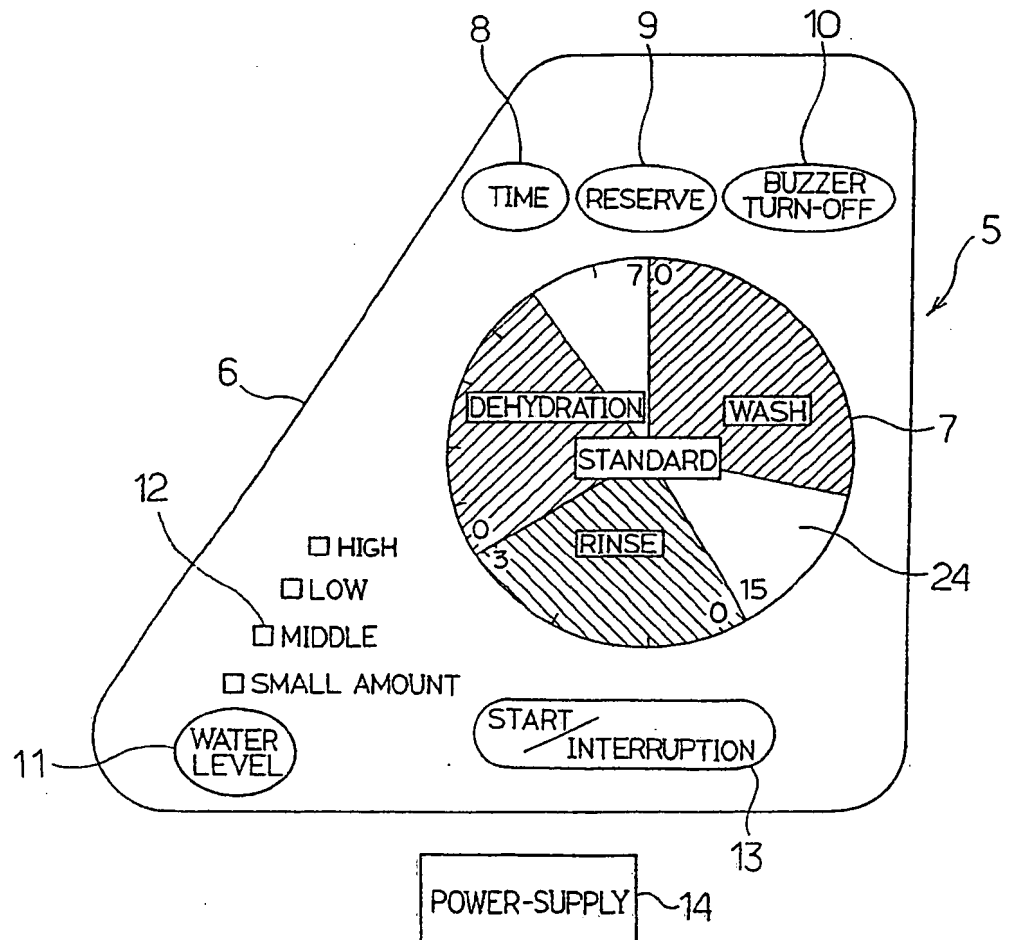 8 9 10
TIME RESERVE BUZZER
TURN-OFF
5
7 0
6
DEHYDRATION WASH
7
STANDARD
12
0
3
RINSE
HIGH
24
LOW
15
0
MIDDLE
SMALL AMOUNT
START/
INTERRUPTION
WATER
LEVEL
11
13
POWER-SUPPLY 14